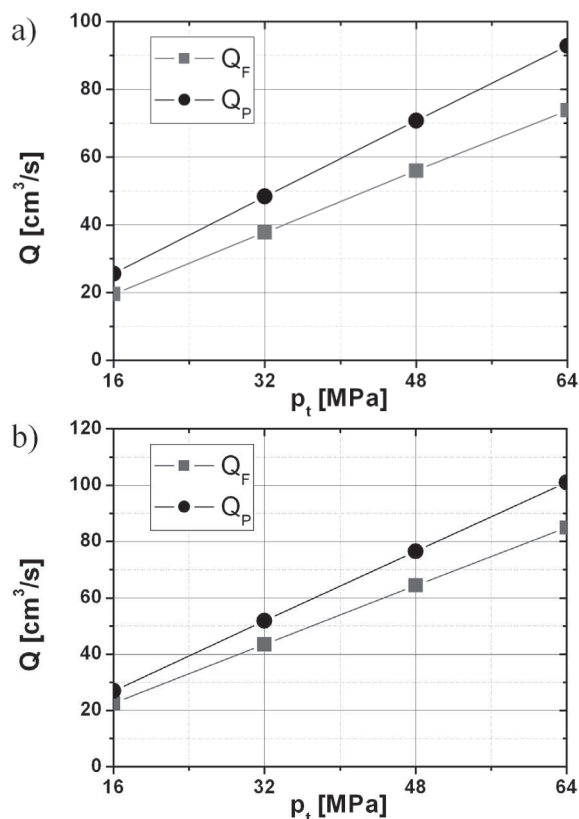 a)
100
80
60
40
20
0
Q [cm³/s]
Q_F
Q_P
16 32 48 64
p_t [MPa]
b)
120
100
80
60
40
20
0
Q [cm³/s]
Q_F
Q_P
16 32 48 64
p_t [MPa]